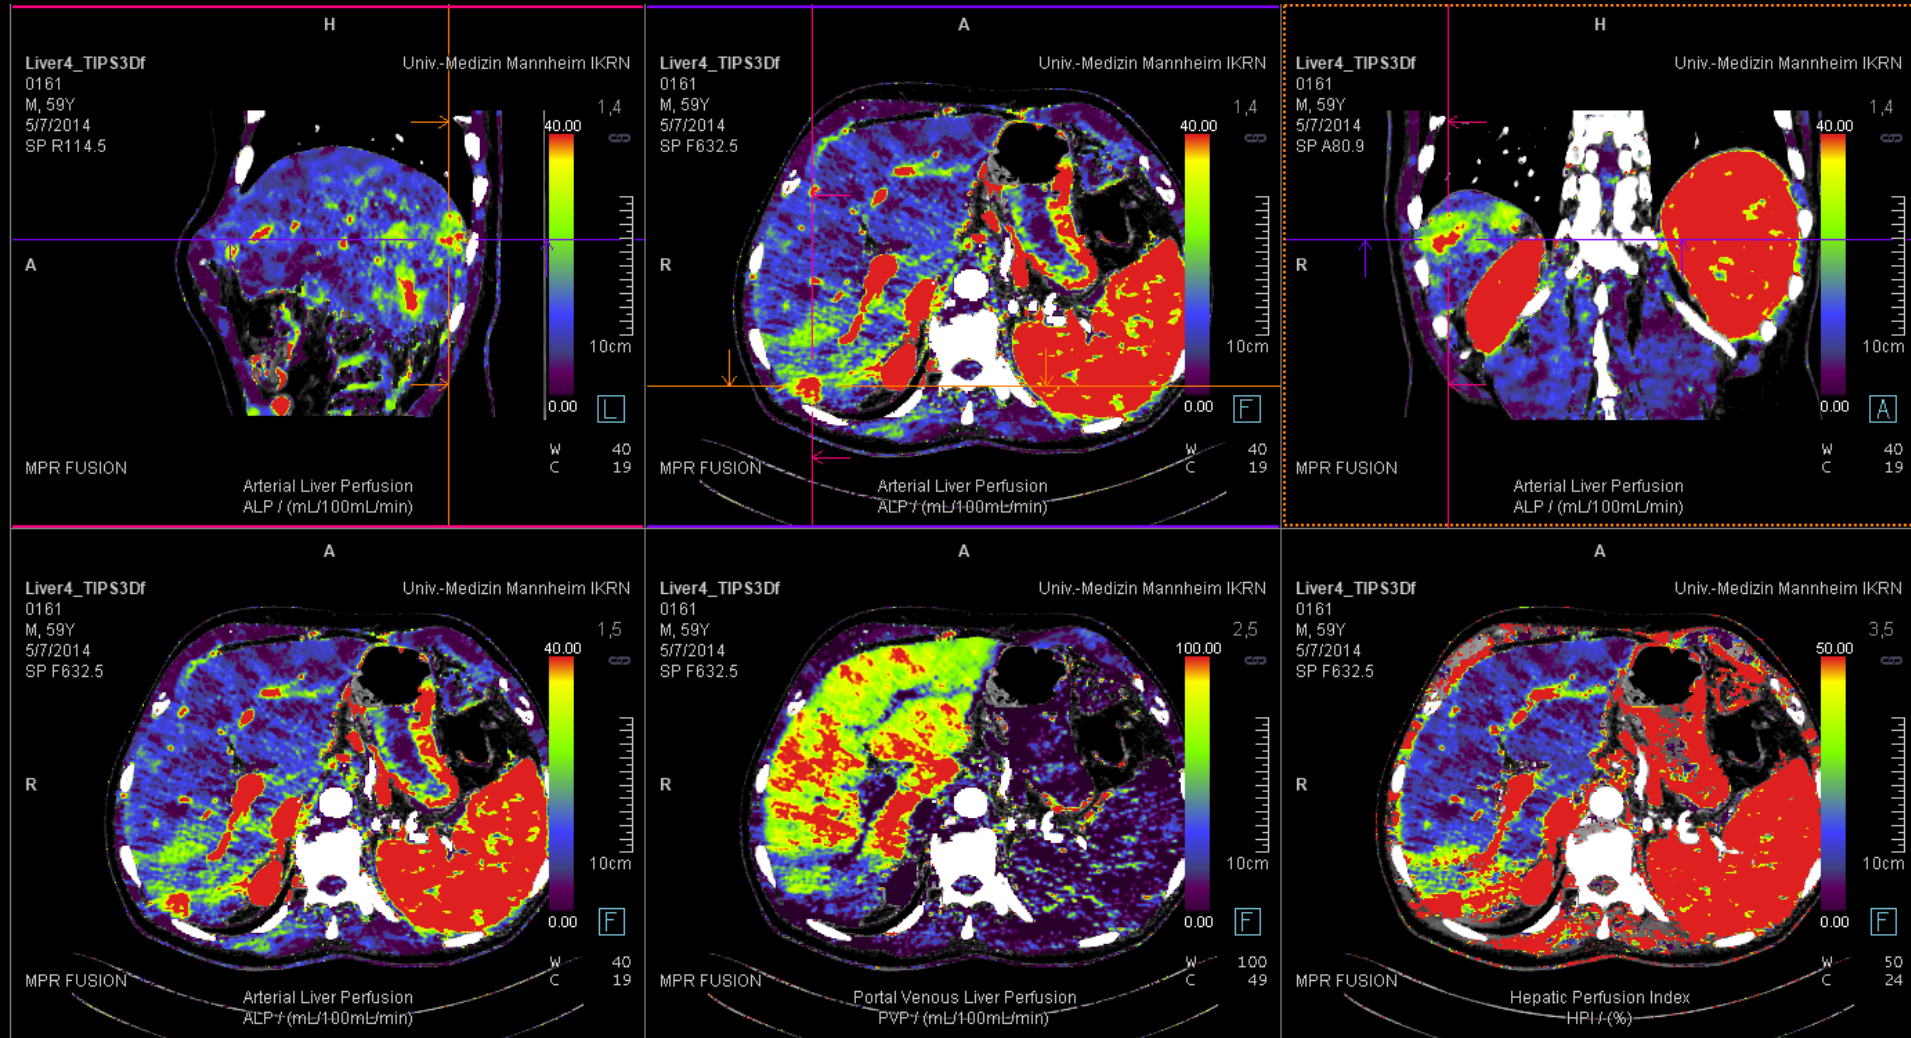 H
Liver4_TIPS3Df
Univ.-Medizin Mannheim IKRN
0161
M, 59Y
5/7/2014
SP R114.5
1,4
40.00
A
10cm
0.00
L
W 40
C 19
MPR FUSION
Arterial Liver Perfusion
ALP / (mL/100mL/min)
A
Liver4_TIPS3Df
Univ.-Medizin Mannheim IKRN
0161
M, 59Y
5/7/2014
SP F632.5
1,4
40.00
R
10cm
0.00
F
W 40
C 19
MPR FUSION
Arterial Liver Perfusion
ALP / (mL/100mL/min)
H
Liver4_TIPS3Df
Univ.-Medizin Mannheim IKRN
0161
M, 59Y
5/7/2014
SP A80.9
1,4
40.00
R
10cm
0.00
A
W 40
C 19
MPR FUSION
Arterial Liver Perfusion
ALP / (mL/100mL/min)
A
Liver4_TIPS3Df
Univ.-Medizin Mannheim IKRN
0161
M, 59Y
5/7/2014
SP F632.5
1,5
40.00
R
10cm
0.00
F
W 40
C 19
MPR FUSION
Arterial Liver Perfusion
ALP / (mL/100mL/min)
A
Liver4_TIPS3Df
Univ.-Medizin Mannheim IKRN
0161
M, 59Y
5/7/2014
SP F632.5
2,5
100.00
R
10cm
0.00
F
W 100
C 49
MPR FUSION
Portal Venous Liver Perfusion
PVP / (mL/100mL/min)
A
Liver4_TIPS3Df
Univ.-Medizin Mannheim IKRN
0161
M, 59Y
5/7/2014
SP F632.5
3,5
50.00
R
10cm
0.00
F
W 50
C 24
MPR FUSION
Hepatic Perfusion Index
HPI / (%)